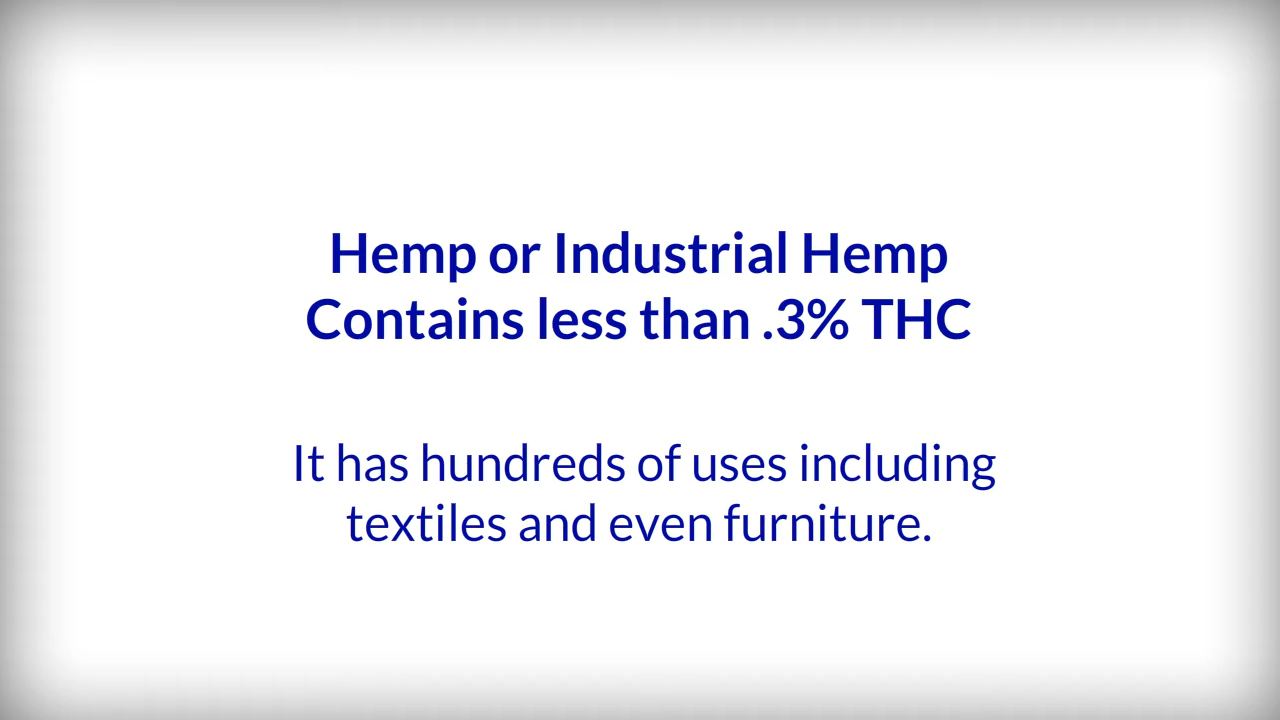 Hemp or Industrial Hemp
Contains less than .3% THC
It has hundreds of uses including
textiles and even furniture.